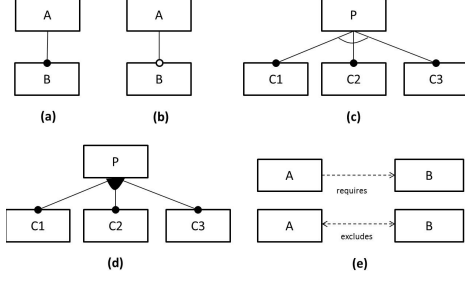 A A P
B B C1 C2 C3
(a) (b) (c)
P A B
requires
C1 C2 C3 A B
excludes
(d) (e)